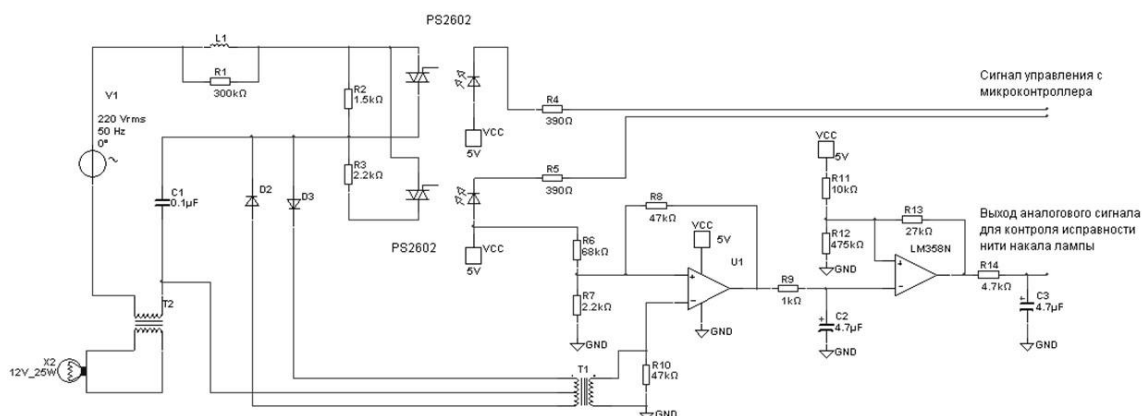 PS2602
L1
R1
300kΩ
V1
220 Vrms
50 Hz
0°
R2
1.5kΩ
R4
390Ω
Сигнал управления с
микроконтроллера
VCC
5V
C1
0.1µF
D2
D3
R3
2.2kΩ
R5
390Ω
VCC
5V
R11
10kΩ
PS2602
VCC
5V
R8
47kΩ
VCC
5V
R6
68kΩ
U1
R12
475kΩ
GND
R13
27kΩ
LM358N
Выход аналогового сигнала
для контроля исправности
нити накала лампы
R14
4.7kΩ
R9
1kΩ
R7
2.2kΩ
GND
GND
C2
4.7µF
GND
C3
4.7µF
GND
T2
X2
12V_25W
T1
R10
47kΩ
GND